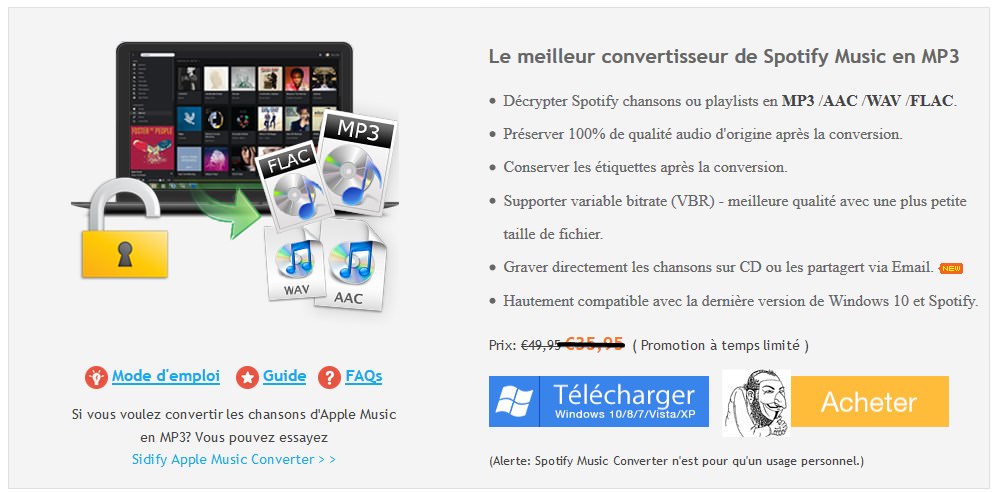 Le meilleur convertisseur de Spotify Music en MP3
Décrypter Spotify chansons ou playlists en MP3 /AAC /WAV /FLAC.
Préserver 100% de qualité audio d'origine après la conversion.
Conserver les étiquettes après la conversion.
Supporter variable bitrate (VBR) - meilleure qualité avec une plus petite
taille de fichier.
Graver directement les chansons sur CD ou les partagert via Email. NEW
Hautement compatible avec la dernière version de Windows 10 et Spotify.
Prix: €49,95 €35,95 ( Promotion à temps limité )
Télécharger
Windows 10/8/7/Vista/XP
Acheter
(Alerte: Spotify Music Converter n'est pour qu'un usage personnel.)
FOSTER THE PEOPLE
MP3
FLAC
WAV
AAC
Mode d'emploi
Guide
? FAQs
Si vous voulez convertir les chansons d'Apple Music
en MP3? Vous pouvez essayez
Sidify Apple Music Converter > >